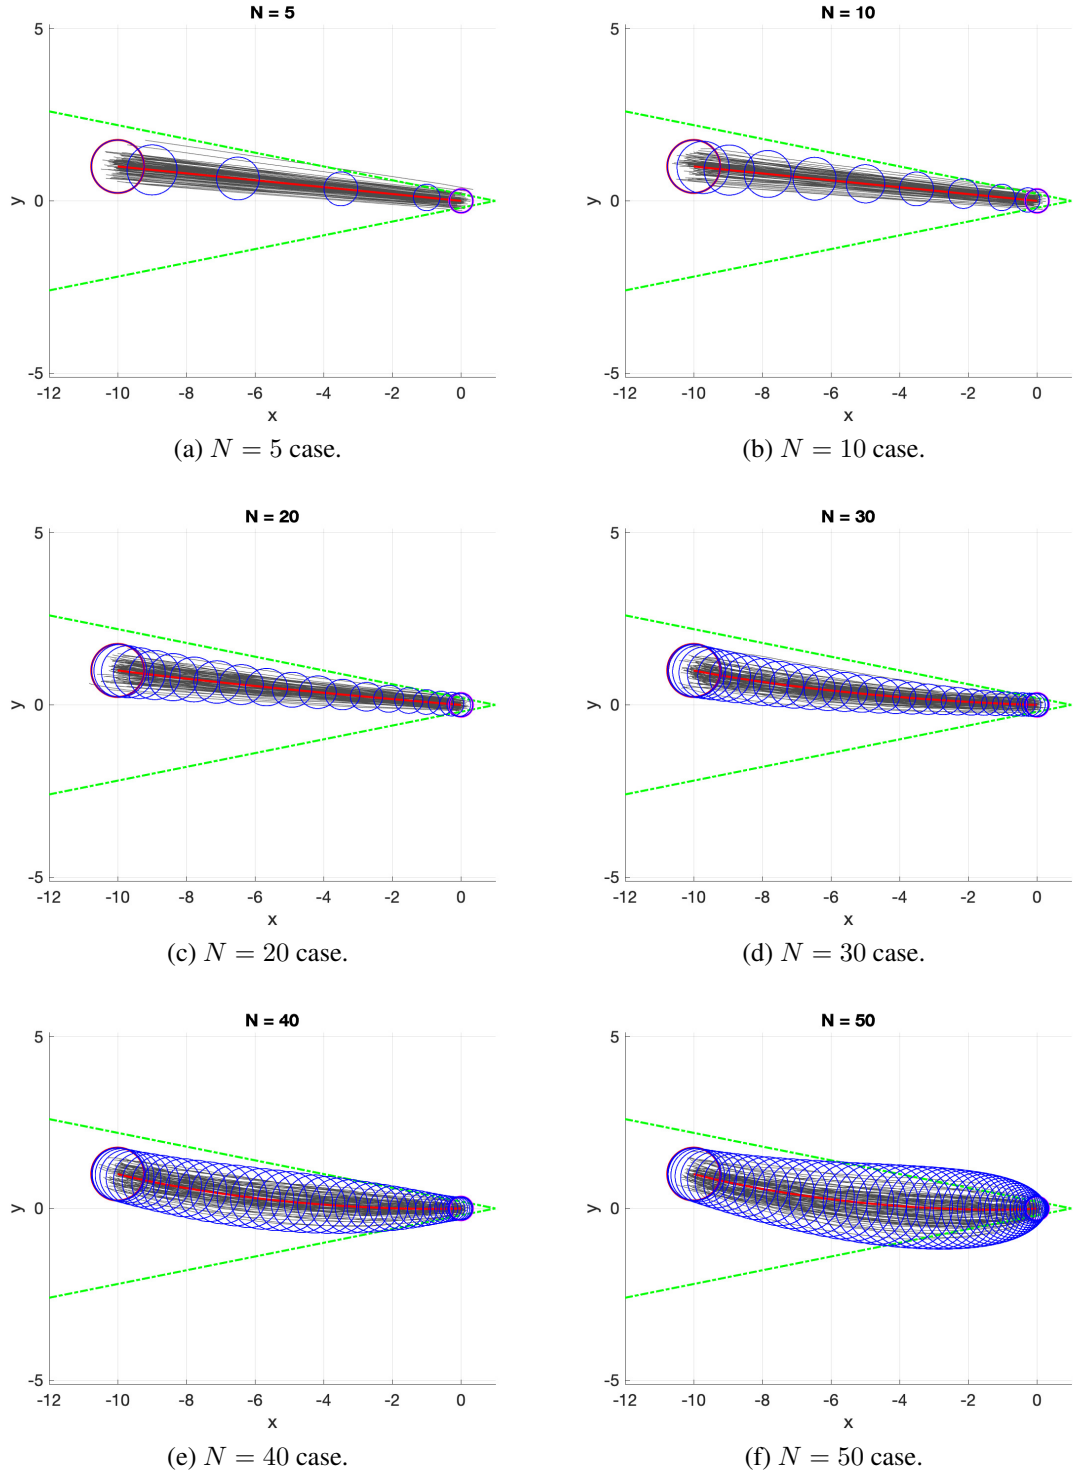 N = 5
5
0
-5
y
-12 -10 -8 -6 -4 -2 0
x
(a) N = 5 case.
N = 10
5
0
-5
y
-12 -10 -8 -6 -4 -2 0
x
(b) N = 10 case.
N = 20
5
0
-5
y
-12 -10 -8 -6 -4 -2 0
x
(c) N = 20 case.
N = 30
5
0
-5
y
-12 -10 -8 -6 -4 -2 0
x
(d) N = 30 case.
N = 40
5
0
-5
y
-12 -10 -8 -6 -4 -2 0
x
(e) N = 40 case.
N = 50
5
0
-5
y
-12 -10 -8 -6 -4 -2 0
x
(f) N = 50 case.